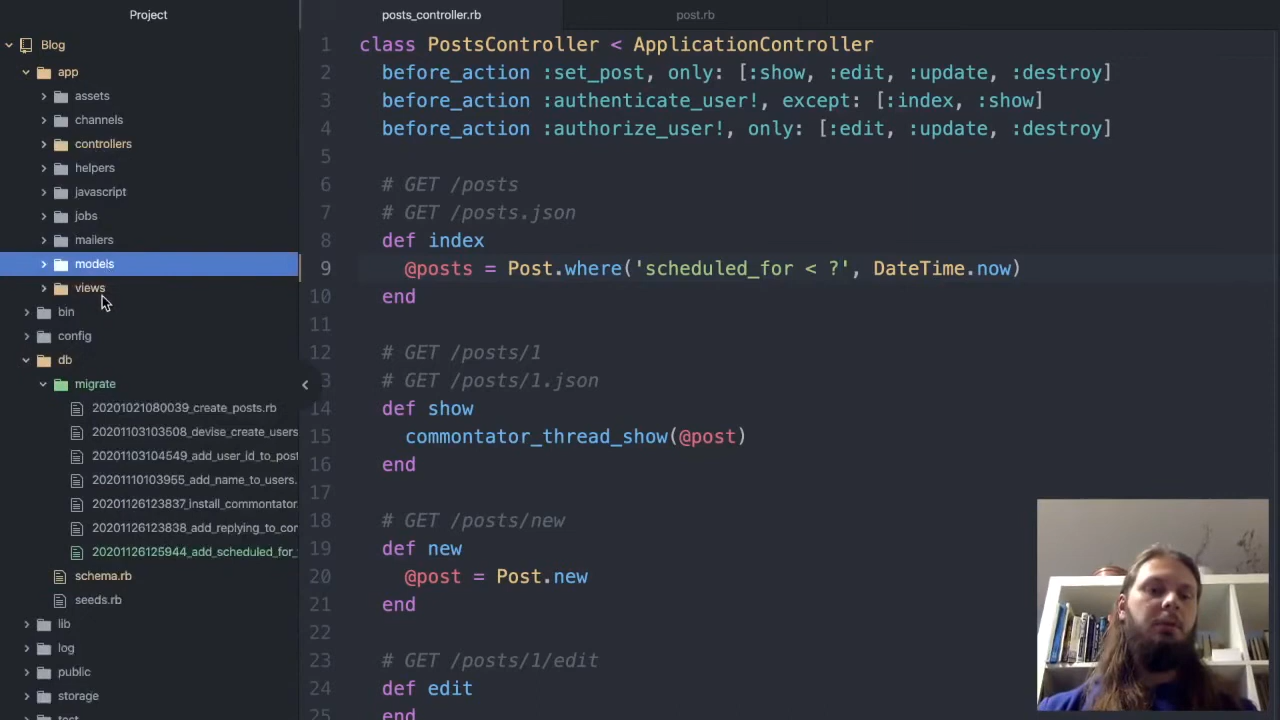 Project
posts_controller.rb
post.rb
Blog
app
assets
channels
controllers
helpers
javascript
jobs
mailers
models
views
bin
config
db
migrate
20201021080039_create_posts.rb
20201103103508_devise_create_users
20201103104549_add_user_id_to_post
20201110103955_add_name_to_users.
20201126123837_install_commontator.
20201126123838_add_replying_to_con
20201126125944_add_scheduled_for_
schema.rb
seeds.rb
lib
log
public
storage
1 class PostsController < ApplicationController
2 before_action :set_post, only: [:show, :edit, :update, :destroy]
3 before_action :authenticate_user!, except: [:index, :show]
4 before_action :authorize_user!, only: [:edit, :update, :destroy]
5
6 # GET /posts
7 # GET /posts.json
8 def index
9 @posts = Post.where('scheduled_for < ?', DateTime.now)
10 end
11
12 # GET /posts/1
3 # GET /posts/1.json
14 def show
15 commontator_thread_show(@post)
16 end
17
18 # GET /posts/new
19 def new
20 @post = Post.new
21 end
22
23 # GET /posts/1/edit
24 def edit
25 end